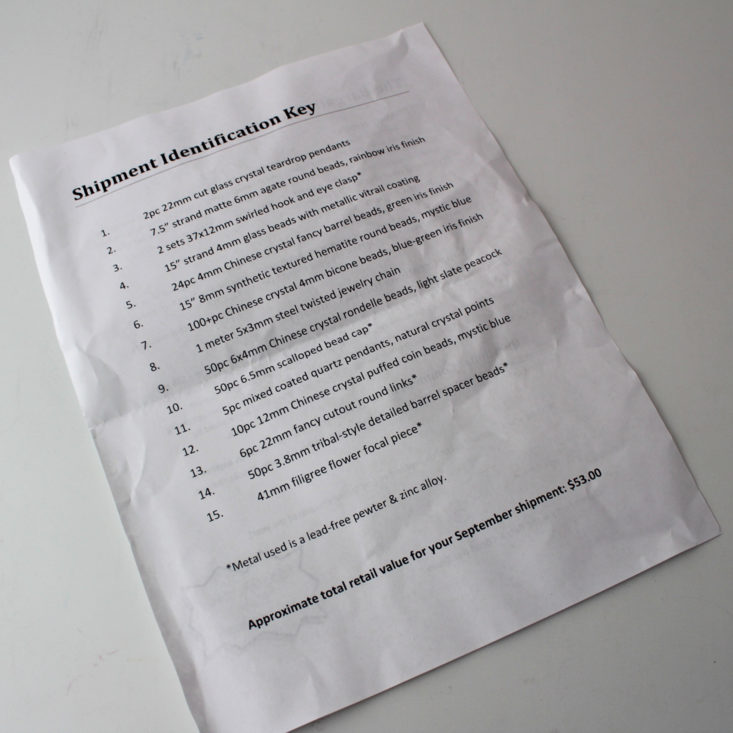 Shipment Identification Key
1. 2pc 22mm cut glass crystal teardrop pendants
2. 7.5" strand matte 6mm agate round beads, rainbow iris finish
3. 2 sets 37x12mm swirled hook and eye clasp*
4. 15" strand 4mm glass beads with metallic vitrail coating
5. 24pc 4mm Chinese crystal fancy barrel beads, green iris finish
6. 15" 8mm synthetic textured hematite round beads, mystic blue
7. 100+pc Chinese crystal 4mm bicone beads, blue-green iris finish
8. 1 meter 5x3mm steel twisted jewelry chain
9. 50pc 6x4mm Chinese crystal rondelle beads, light slate peacock
10. 50pc 6.5mm scalloped bead cap*
11. 5pc mixed coated quartz pendants, natural crystal points
12. 10pc 12mm Chinese crystal puffed coin beads, mystic blue
13. 6pc 22mm fancy cutout round links*
14. 50pc 3.8mm tribal-style detailed barrel spacer beads*
15. 41mm filigree flower focal piece*
*Metal used is a lead-free pewter & zinc alloy.
Approximate total retail value for your September shipment: $53.00